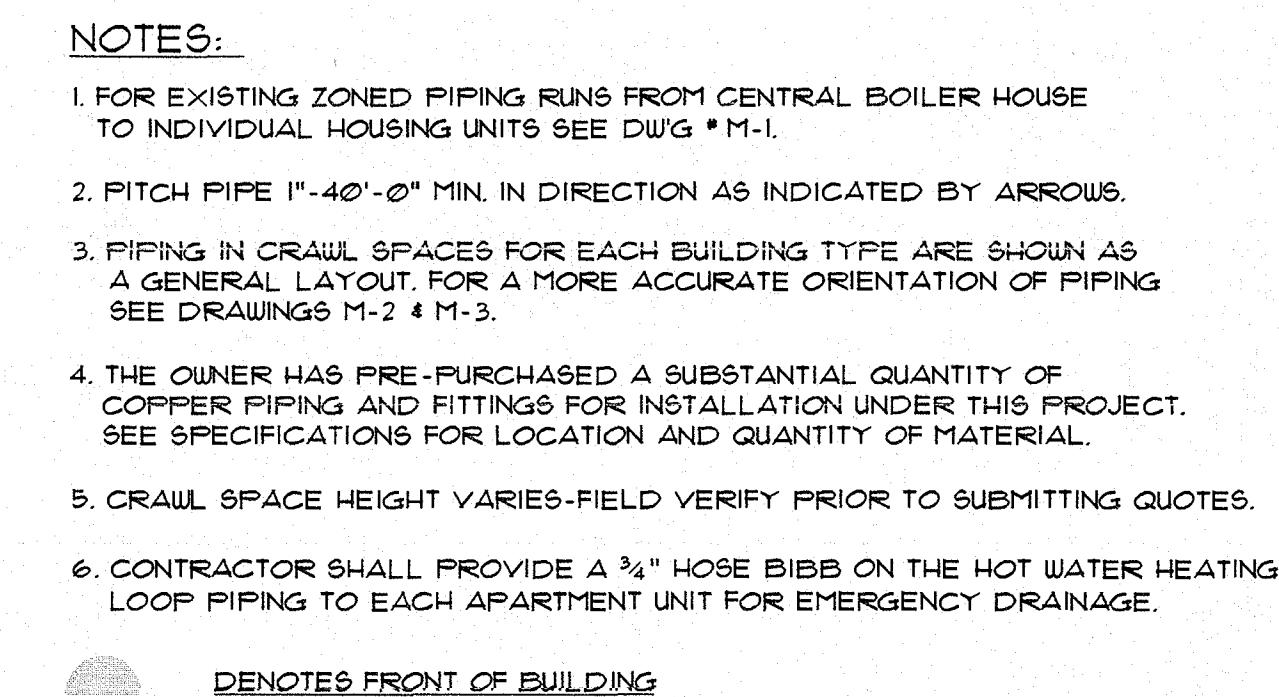 NOTES:
1. FOR EXISTING ZONED PIPING RUNS FROM CENTRAL BOILER HOUSE
TO INDIVIDUAL HOUSING UNITS SEE DW'G # M-1.
2. PITCH PIPE 1"-40'-0" MIN. IN DIRECTION AS INDICATED BY ARROWS.
3. PIPING IN CRAWL SPACES FOR EACH BUILDING TYPE ARE SHOWN AS
A GENERAL LAYOUT. FOR A MORE ACCURATE ORIENTATION OF PIPING
SEE DRAWINGS M-2 & M-3.
4. THE OWNER HAS PRE-PURCHASED A SUBSTANTIAL QUANTITY OF
COPPER PIPING AND FITTINGS FOR INSTALLATION UNDER THIS PROJECT.
SEE SPECIFICATIONS FOR LOCATION AND QUANTITY OF MATERIAL.
5. CRAWL SPACE HEIGHT VARIES-FIELD VERIFY PRIOR TO SUBMITTING QUOTES.
6. CONTRACTOR SHALL PROVIDE A ¾" HOSE BIBB ON THE HOT WATER HEATING
LOOP PIPING TO EACH APARTMENT UNIT FOR EMERGENCY DRAINAGE.
DENOTES FRONT OF BUILDING